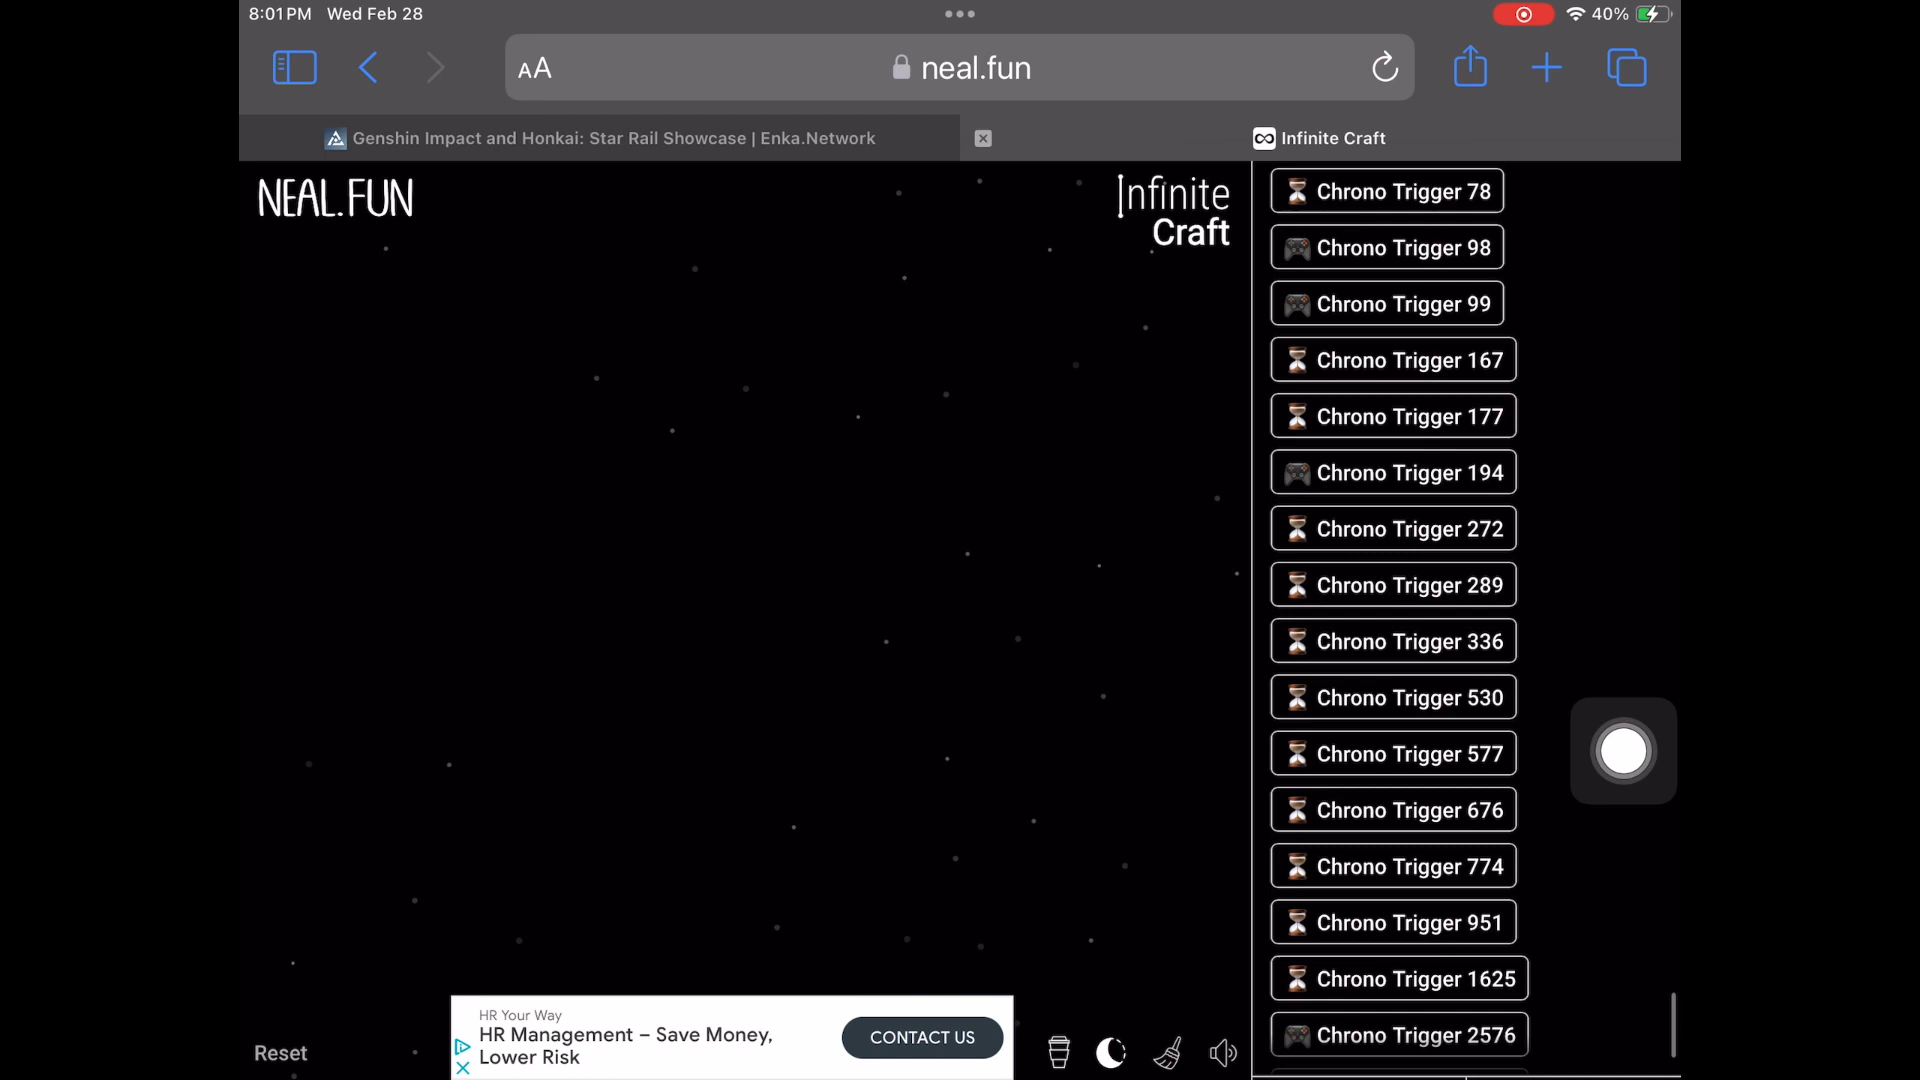 8:01 PM Wed Feb 28
40%
AA
neal.fun
Genshin Impact and Honkai: Star Rail Showcase | Enka.Network
Infinite Craft
NEAL.FUN
Infinite
Craft
Chrono Trigger 78
Chrono Trigger 98
Chrono Trigger 99
Chrono Trigger 167
Chrono Trigger 177
Chrono Trigger 194
Chrono Trigger 272
Chrono Trigger 289
Chrono Trigger 336
Chrono Trigger 530
Chrono Trigger 577
Chrono Trigger 676
Chrono Trigger 774
Chrono Trigger 951
Chrono Trigger 1625
Chrono Trigger 2576
HR Your Way
HR Management – Save Money,
Lower Risk
CONTACT US
Reset